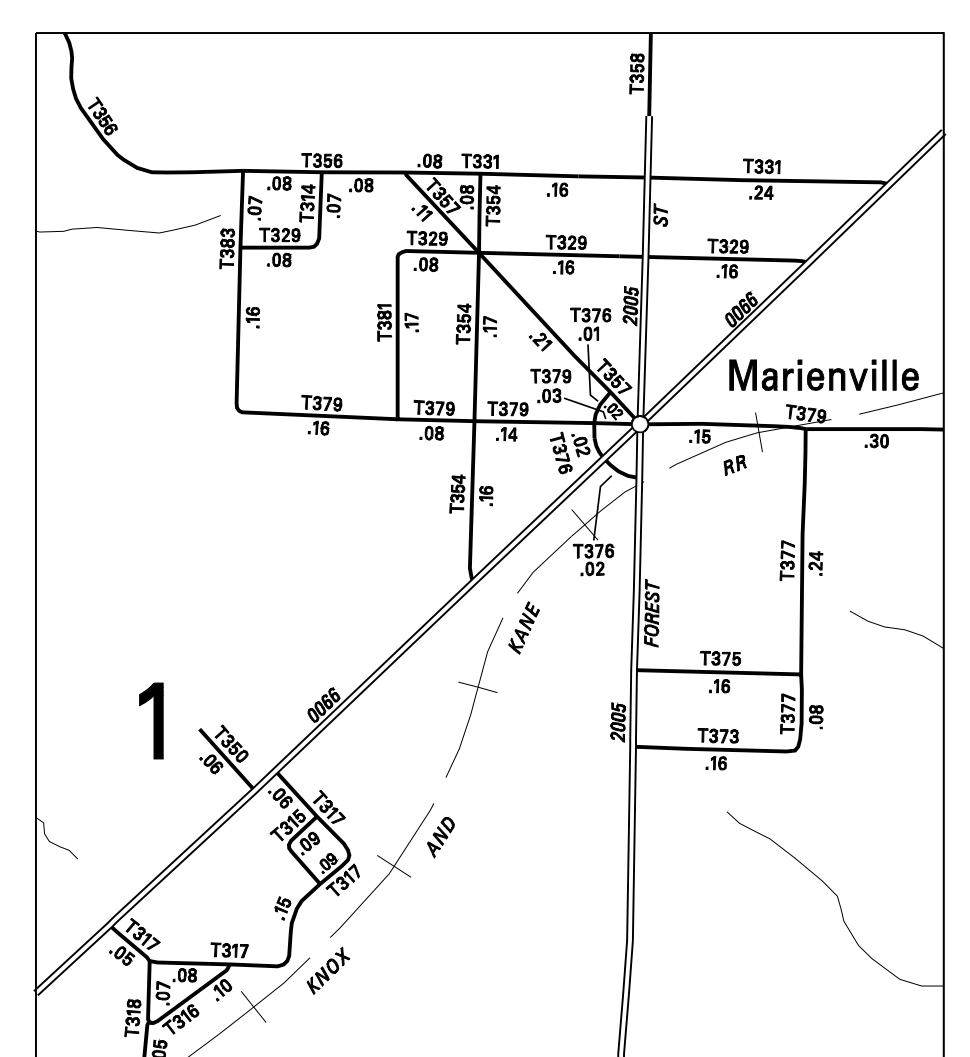 T358
T356
T356
.08
T331
T331
.08
.08
.16
.24
.07
T314
.07
T357
.11
.08
T354
ST
T383
T329
.08
T329
.08
T329
.16
T329
.16
.16
T381
.17
T354
.17
.21
T376
.01
2005
0066
T357
Marienville
T379
.03
.02
T379
.16
T379
.08
T379
.14
T379
.15
.30
.02
T376
RR
T354
.16
T376
.02
T377
.24
KANE
FOREST
T375
.16
1
0066
2005
T377
.08
T373
.16
T350
.06
.06
T317
T315
.09
.09
T317
AND
.15
T317
.05
T317
.08
.07
.10
KNOX
T318
T316
05